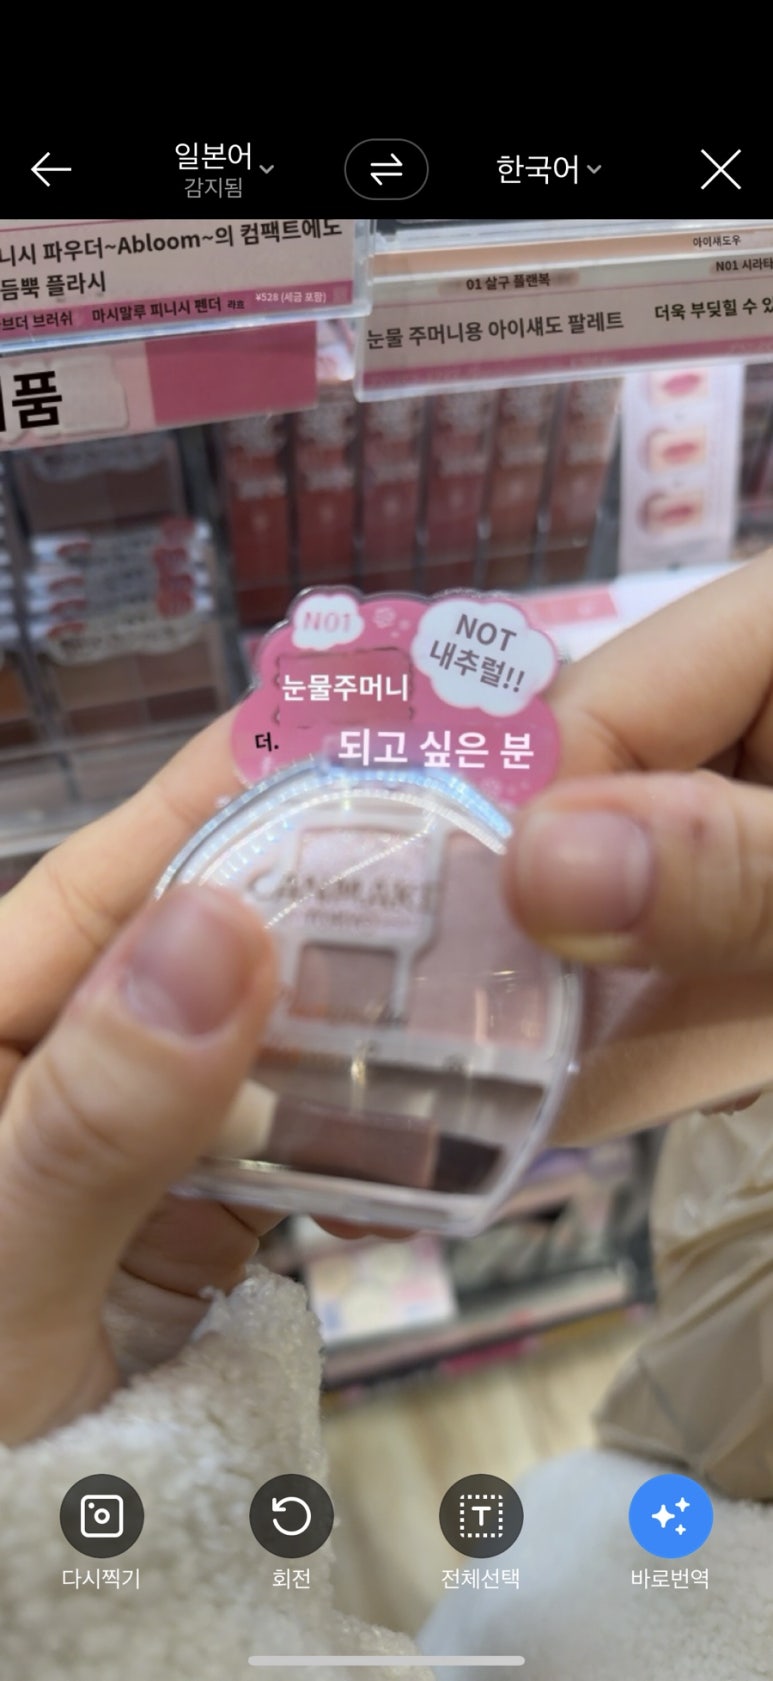 일본어
감지됨
한국어
니시 파우더~Abloom~의 컴팩트에도
듬뿍 플라시
브더 브러쉬 마시말루 피니시 펜더 라흐 ¥528 (세금 포함)
아이섀도우
01 살구 플랜복
N01 시라타
눈물 주머니용 아이섀도 팔레트
더욱 부딪힐 수 있
품
N01
NOT
내추럴!!
눈물주머니
더.
되고 싶은 분
CANMAKE
TOKYO
다시찍기
회전
T
전체선택
바로번역